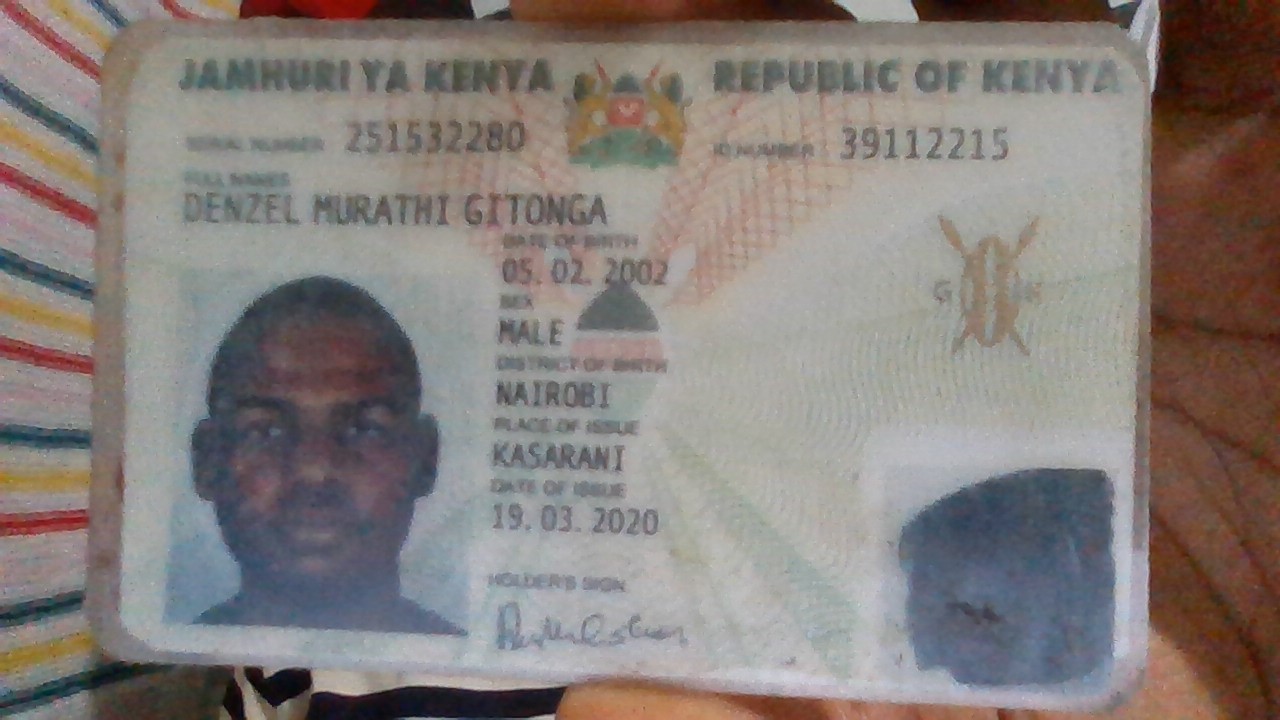 JAMHURI YA KENYA REPUBLIC OF KENYA
SERIAL NUMBER 251532280 ID NUMBER 39112215
FULL NAMES
DENZEL MURATHI GITONGA
DATE OF BIRTH
05. 02. 2002
SEX
MALE
DISTRICT OF BIRTH
NAIROBI
PLACE OF ISSUE
KASARANI
DATE OF ISSUE
19. 03. 2020
HOLDER'S SIGN